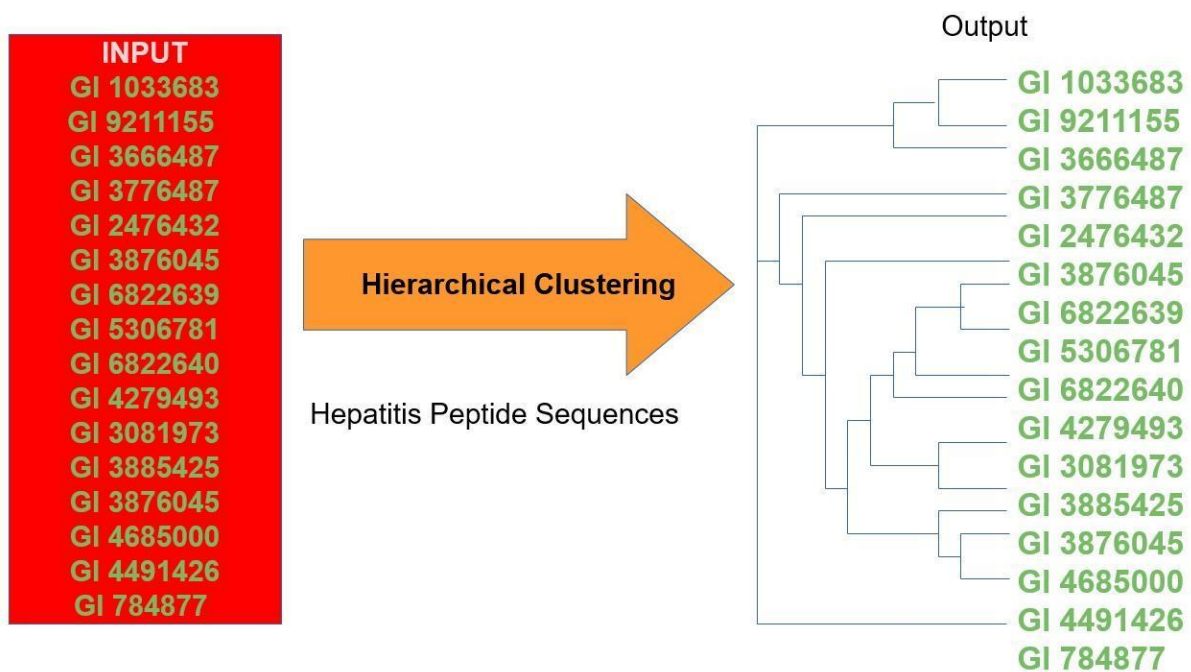 INPUT
GI 1033683
GI 9211155
GI 3666487
GI 3776487
GI 2476432
GI 3876045
GI 6822639
GI 5306781
GI 6822640
GI 4279493
GI 3081973
GI 3885425
GI 3876045
GI 4685000
GI 4491426
GI 784877
Hierarchical Clustering
Hepatitis Peptide Sequences
Output
GI 1033683
GI 9211155
GI 3666487
GI 3776487
GI 2476432
GI 3876045
GI 6822639
GI 5306781
GI 6822640
GI 4279493
GI 3081973
GI 3885425
GI 3876045
GI 4685000
GI 4491426
GI 784877